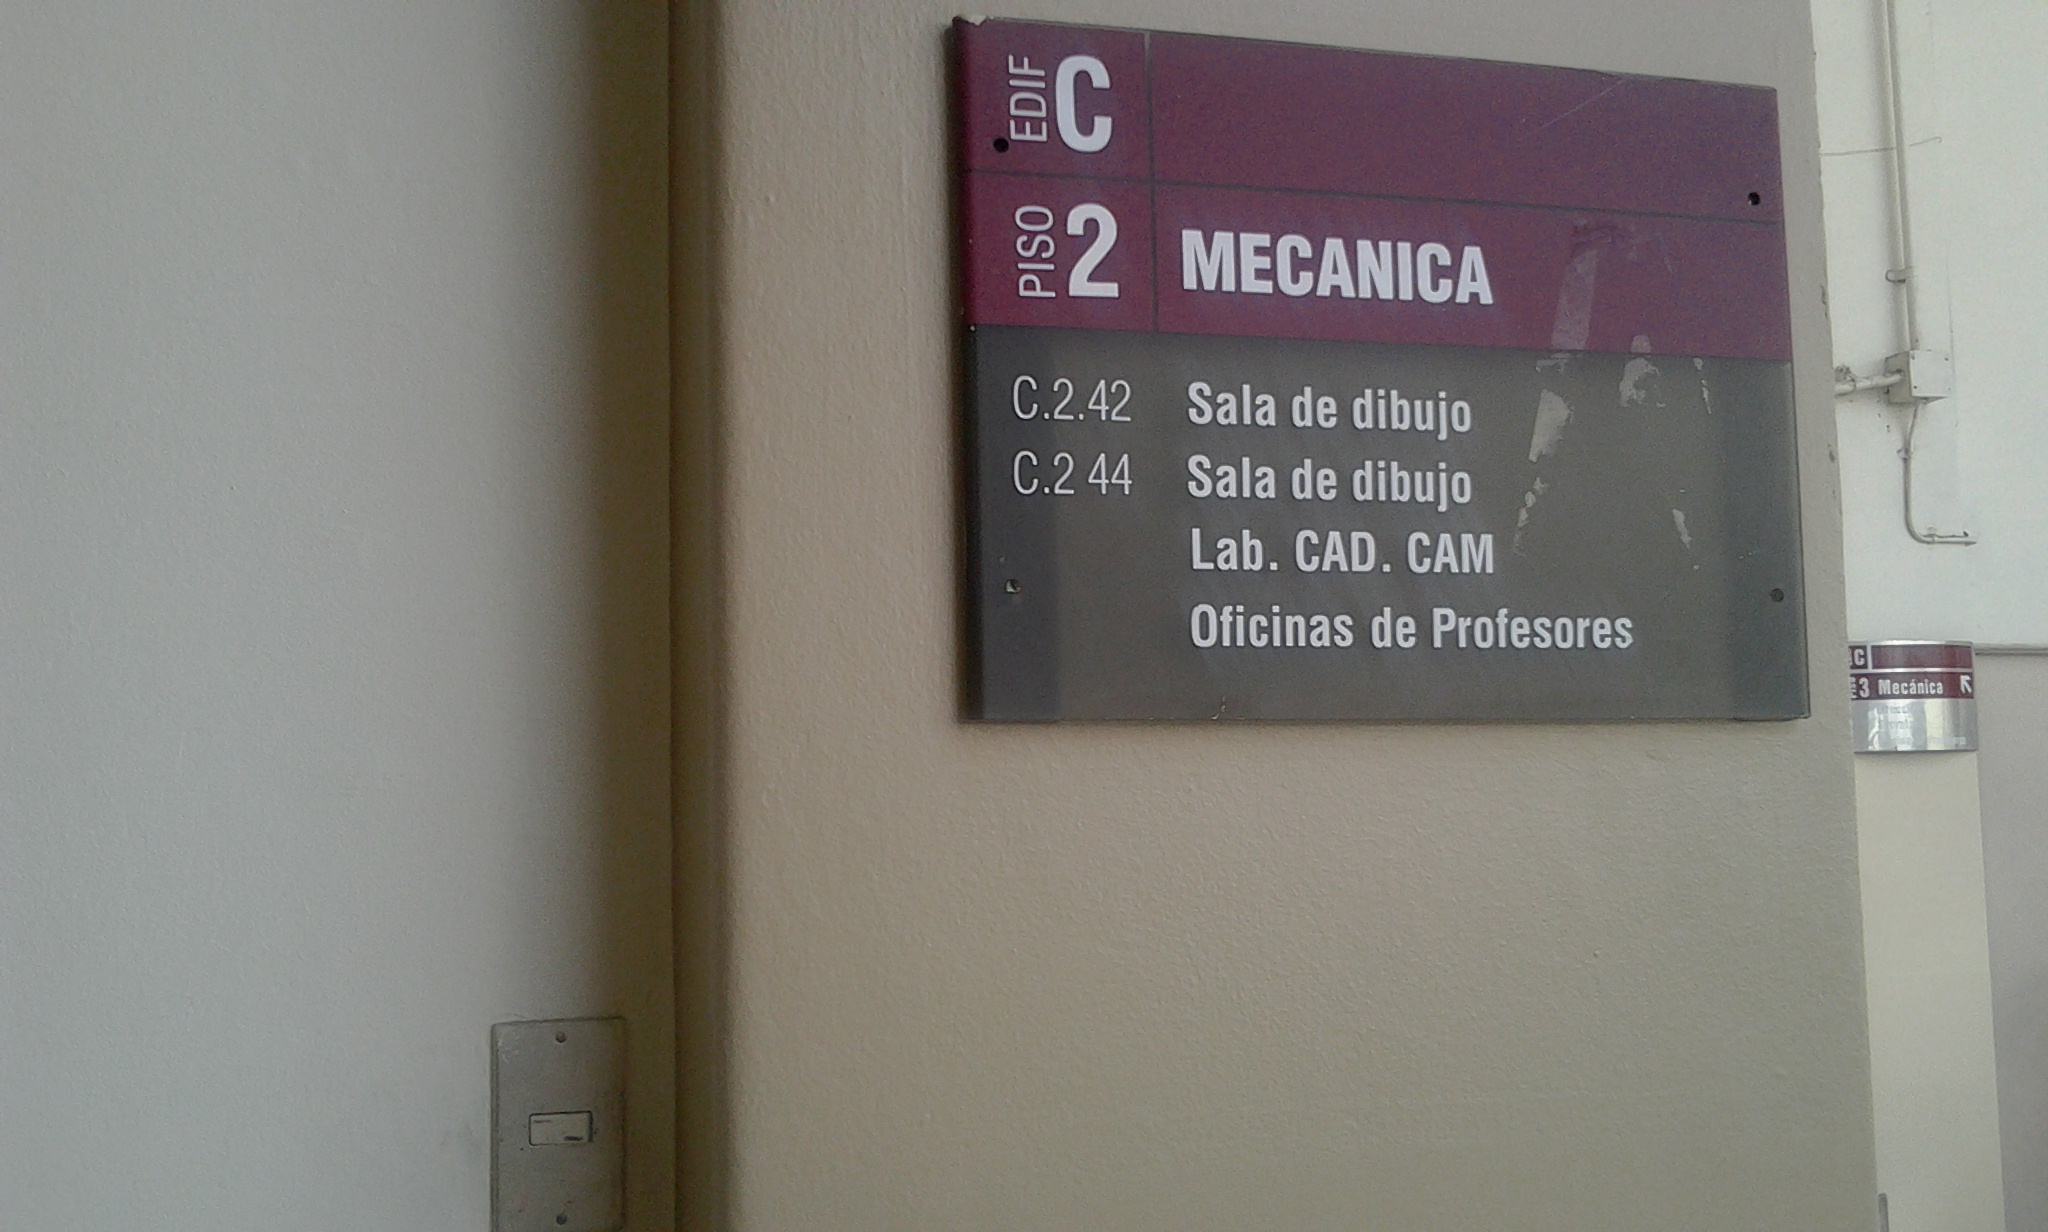 EDIF C
PISO 2 MECANICA
C.2.42 Sala de dibujo
C.2 44 Sala de dibujo
Lab. CAD. CAM
Oficinas de Profesores
C
3 Mecánica